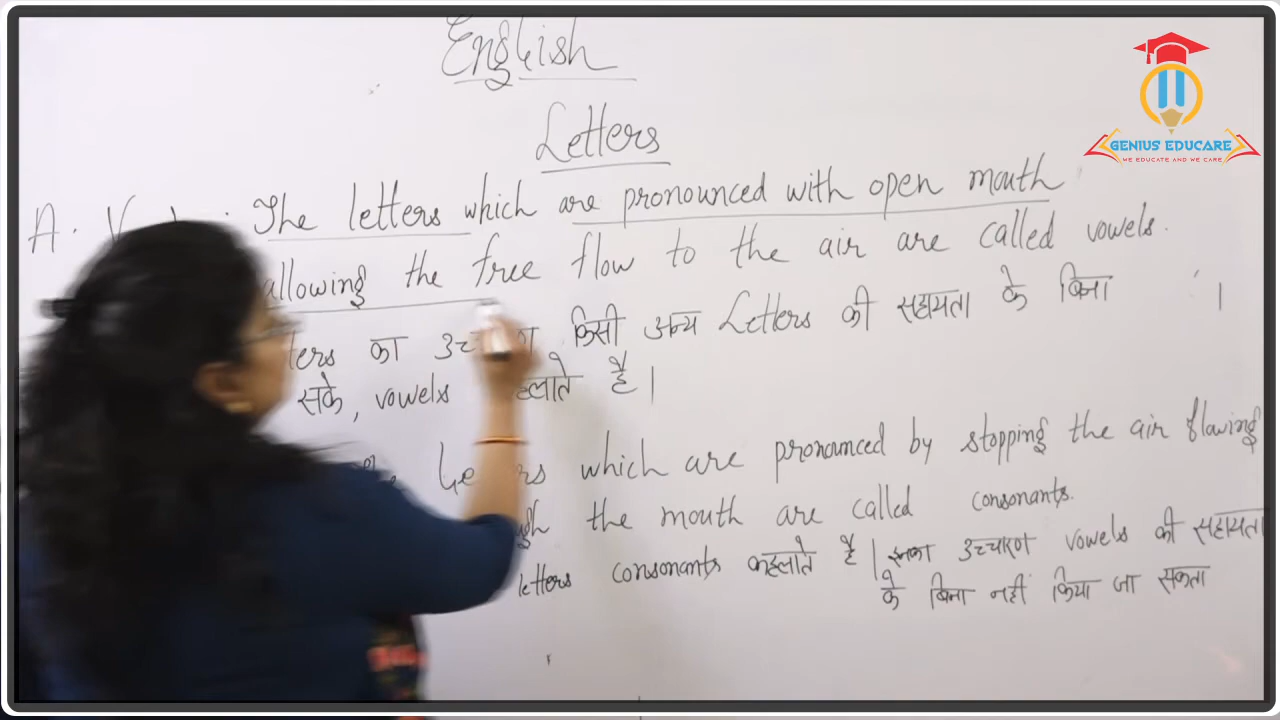 English
Letters
GENIUS EDUCARE
WE EDUCATE AND WE CARE
A. The letters which are pronounced with open mouth
allowing the free flow to the air are called vowels.
का किसी अन्य Letters की सहायता के बिना ।
सके, vowels है ।
which are pronounced by stopping the air flowing
the mouth are called consonants.
letters consonants कहलाते है । इनका उच्चारण vowels की सहायता
के बिना नहीं किया जा सकता